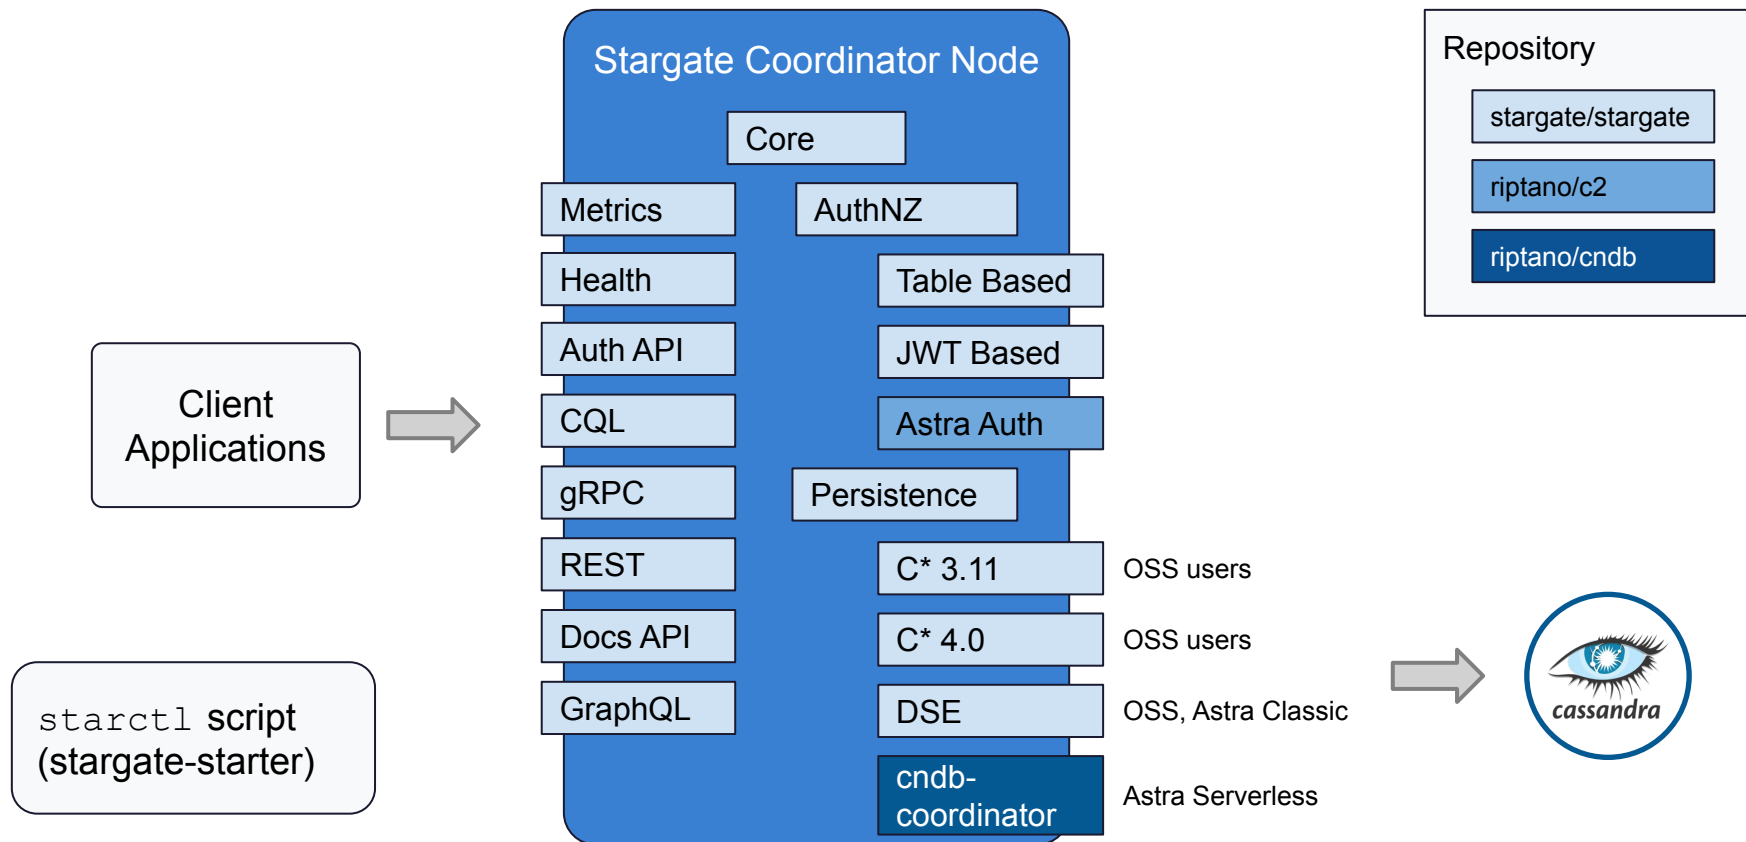 Stargate Coordinator Node
Core
Metrics
Health
Auth API
CQL
gRPC
REST
Docs API
GraphQL
AuthNZ
Table Based
JWT Based
Astra Auth
Persistence
C* 3.11
C* 4.0
DSE
cndb-
coordinator
OSS users
OSS users
OSS, Astra Classic
Astra Serverless
Client
Applications
starctl script
(stargate-starter)
Repository
stargate/stargate
riptano/c2
riptano/cndb
cassandra